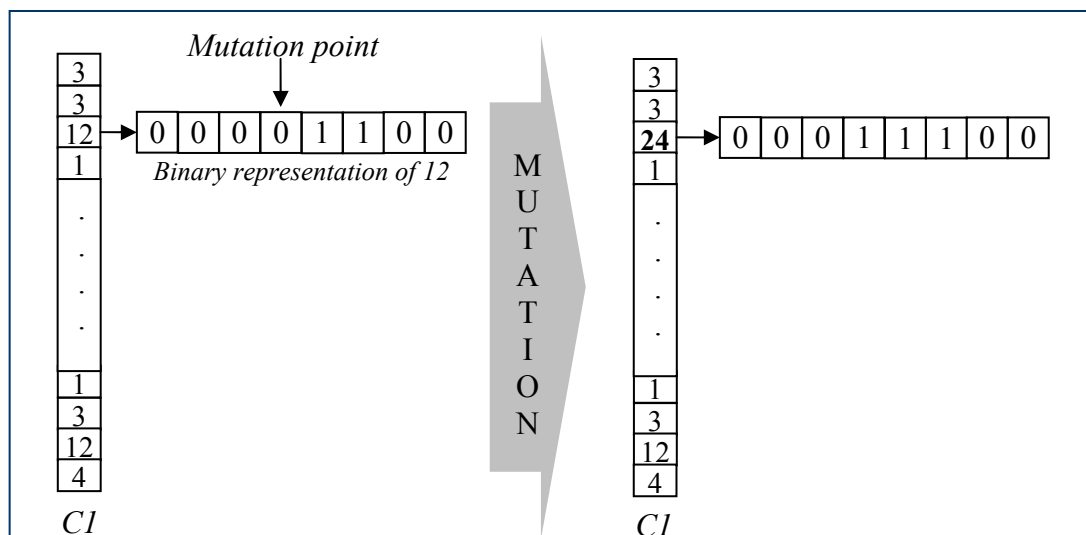 Mutation point
3
3
12
1
.
.
.
.
1
3
12
4
C1
0 0 0 0 1 1 0 0
Binary representation of 12
M
U
T
A
T
I
O
N
3
3
24
1
.
.
.
.
1
3
12
4
C1
0 0 0 1 1 1 0 0